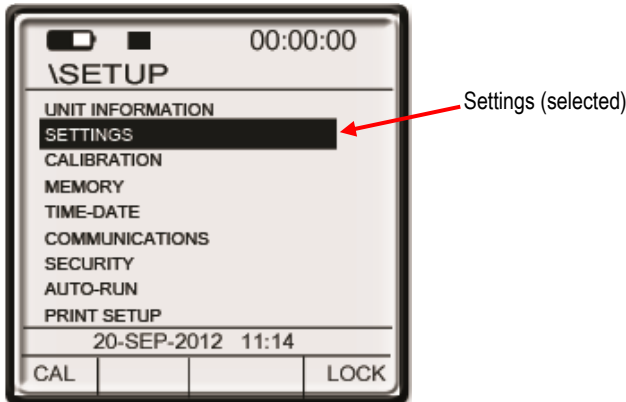 00:00:00
\SETUP
UNIT INFORMATION
SETTINGS
Settings (selected)
CALIBRATION
MEMORY
TIME-DATE
COMMUNICATIONS
SECURITY
AUTO-RUN
PRINT SETUP
20-SEP-2012 11:14
CAL LOCK